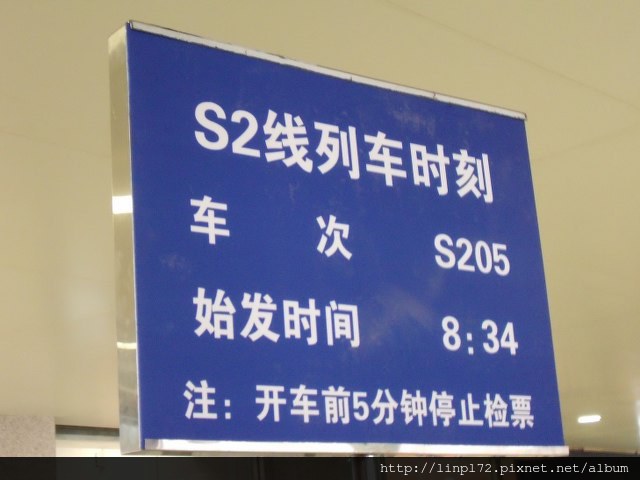 S2线列车时刻
车 次 S205
始发时间 8:34
注: 开车前5分钟停止检票
http://linp172.pixnet.net/album